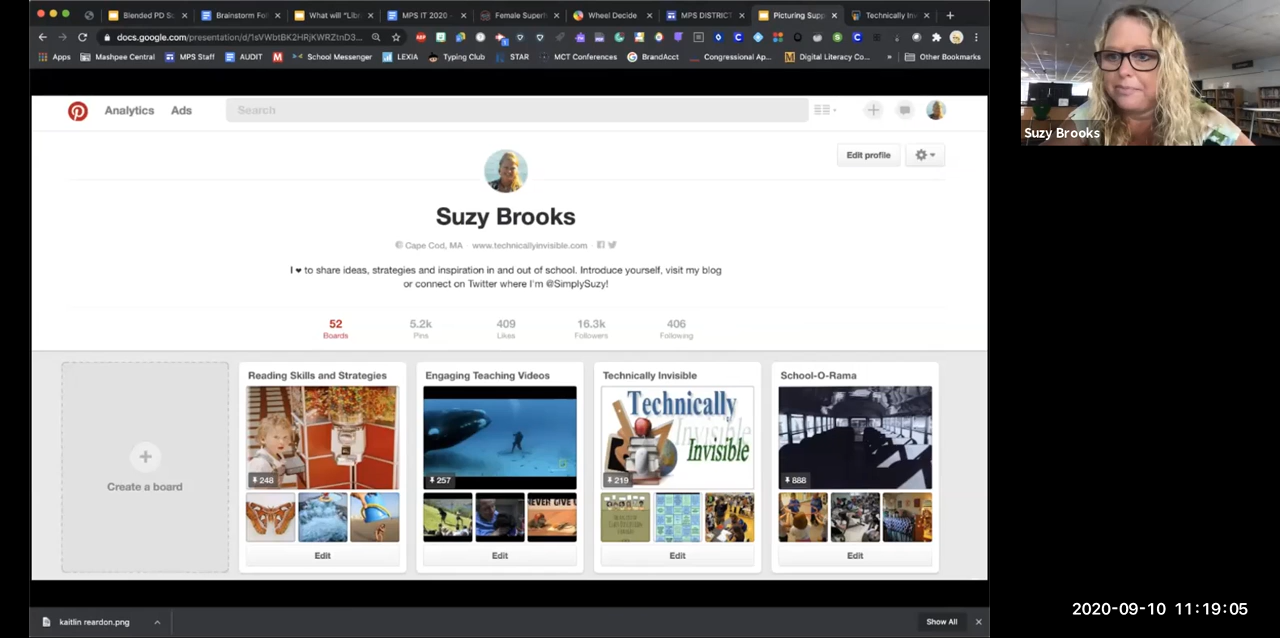 Blended PD S
Brainstorm Fol
What will "Lib
MPS IT 2020 -
Female Superh
Wheel Decide
MPS DISTRICT
Picturing Supp
Technically Inv
docs.google.com/presentation/d/1sVWbtBK2HRjKWRZtnD3...
Apps
Mashpee Central
MPS Staff
AUDIT
School Messenger
LEXIA
Typing Club
STAR
MCT Conferences
BrandAcct
Congressional Ap...
Digital Literacy Co...
»
Other Bookmarks
Analytics
Ads
Search
Edit profile
Suzy Brooks
Cape Cod, MA · www.technicallyinvisible.com ·
I ♥ to share ideas, strategies and inspiration in and out of school. Introduce yourself, visit my blog
or connect on Twitter where I'm @SimplySuzy!
52
Boards
5.2k
Pins
409
Likes
16.3k
Followers
406
Following
Create a board
Reading Skills and Strategies
248
Edit
Engaging Teaching Videos
257
EVER GIVE U
Edit
Technically Invisible
Technically
Invisible
Invisible
219
Edit
School-O-Rama
888
Edit
kaitlin reardon.png
Show All
Suzy Brooks
2020-09-10 11:19:05